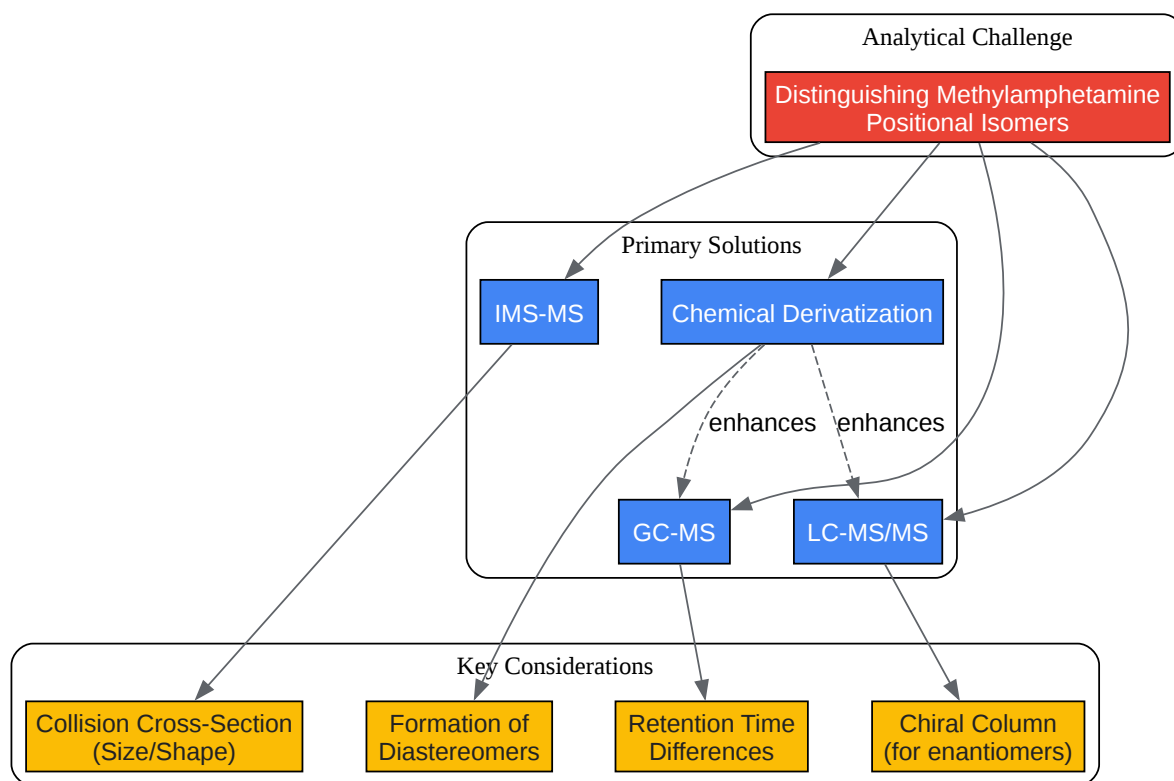 Analytical Challenge
Distinguishing Methylamphetamine
Positional Isomers
Primary Solutions
IMS-MS
Chemical Derivatization
enhances
enhances
GC-MS
LC-MS/MS
Key Considerations
Collision Cross-Section
(Size/Shape)
Formation of
Diastereomers
Retention Time
Differences
Chiral Column
(for enantiomers)